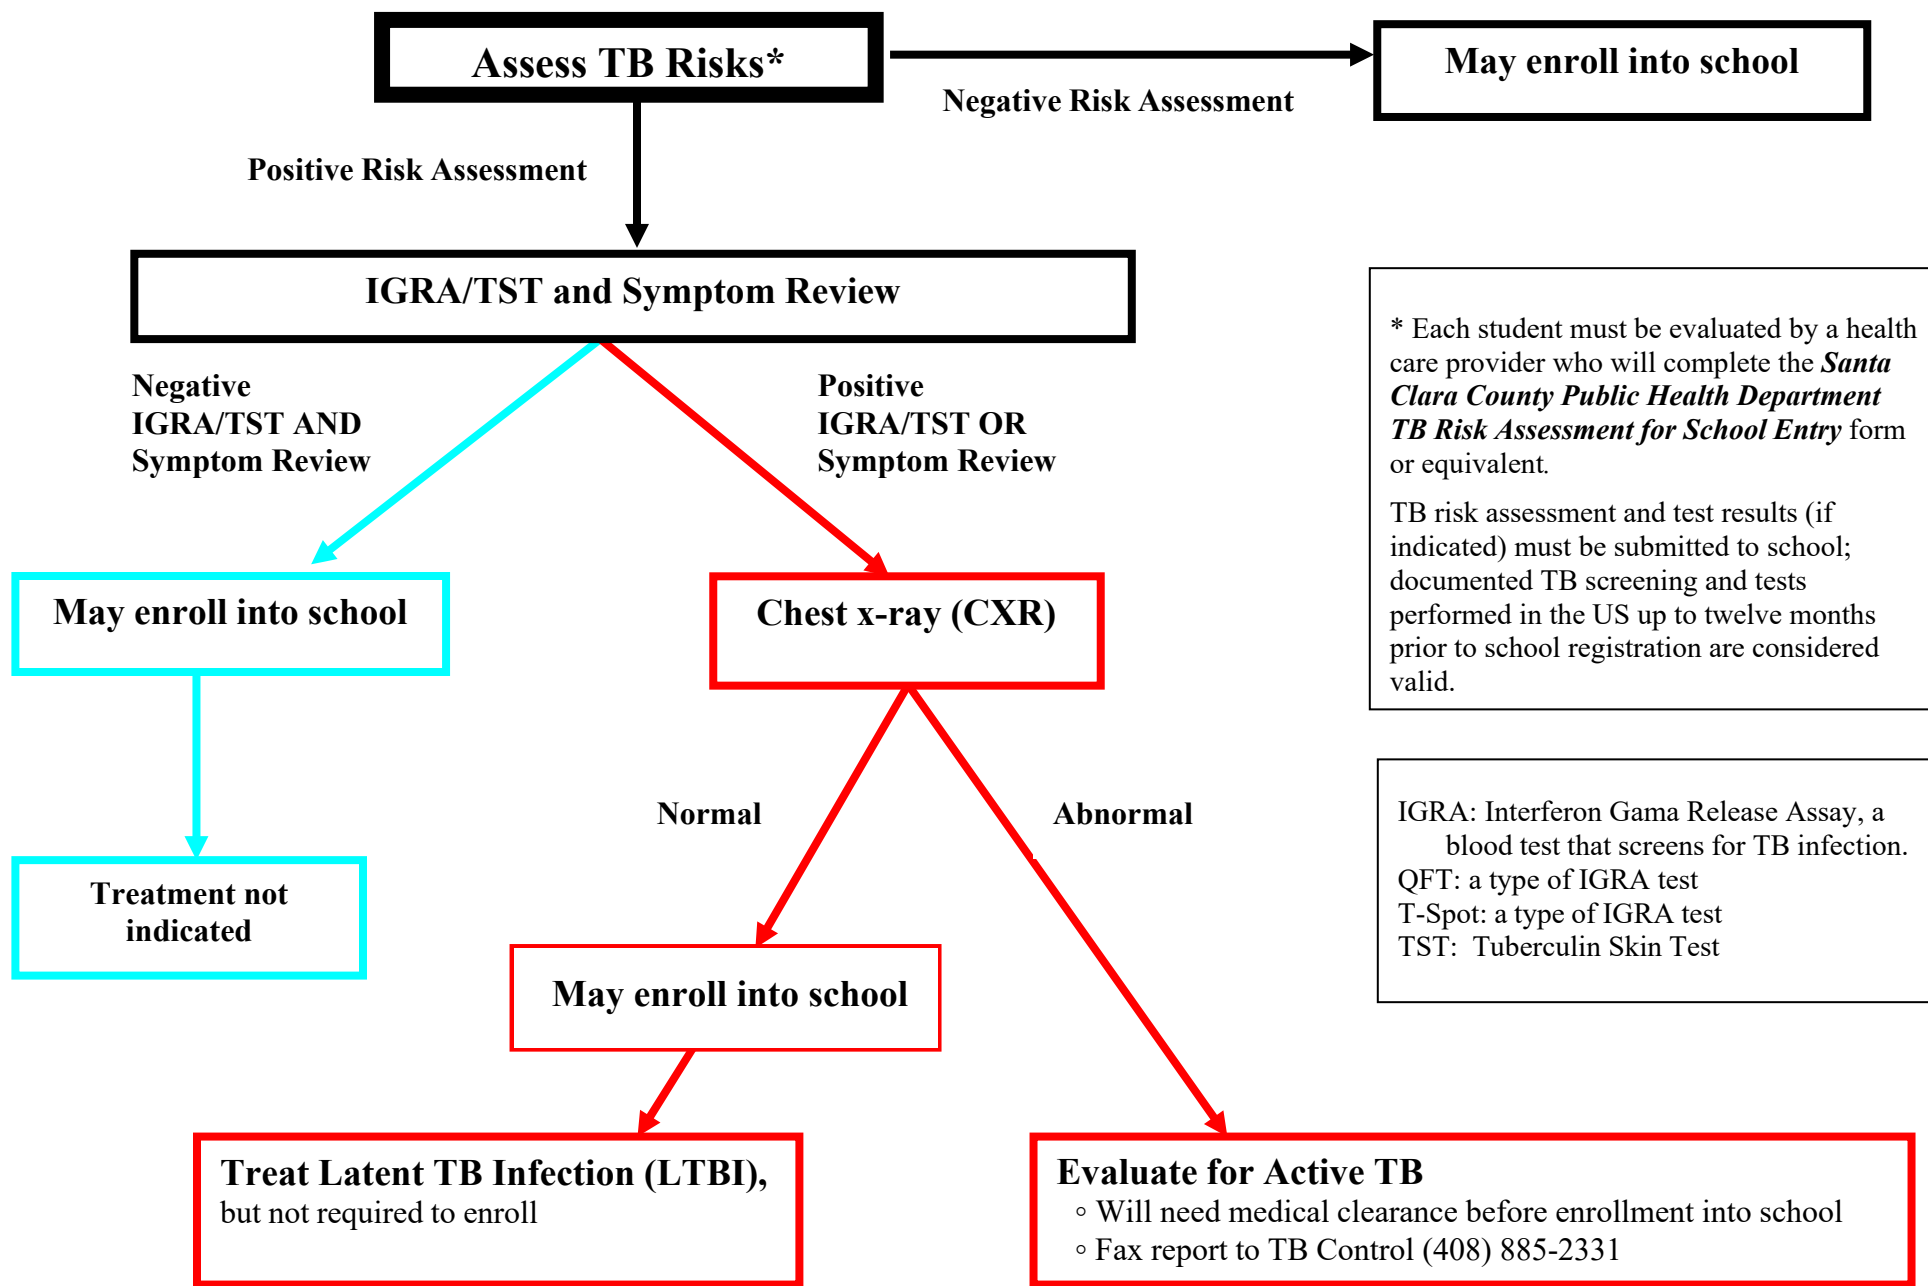 Assess TB Risks*
May enroll into school
Negative Risk Assessment
Positive Risk Assessment
IGRA/TST and Symptom Review
Negative
IGRA/TST AND
Symptom Review
Positive
IGRA/TST OR
Symptom Review
* Each student must be evaluated by a health
care provider who will complete the Santa
Clara County Public Health Department
TB Risk Assessment for School Entry form
or equivalent.
TB risk assessment and test results (if
indicated) must be submitted to school;
documented TB screening and tests
performed in the US up to twelve months
prior to school registration are considered
valid.
May enroll into school
Chest x-ray (CXR)
Normal
Abnormal
IGRA: Interferon Gama Release Assay, a
blood test that screens for TB infection.
QFT: a type of IGRA test
T-Spot: a type of IGRA test
TST: Tuberculin Skin Test
Treatment not
indicated
May enroll into school
Treat Latent TB Infection (LTBI),
but not required to enroll
Evaluate for Active TB
◦ Will need medical clearance before enrollment into school
◦ Fax report to TB Control (408) 885-2331